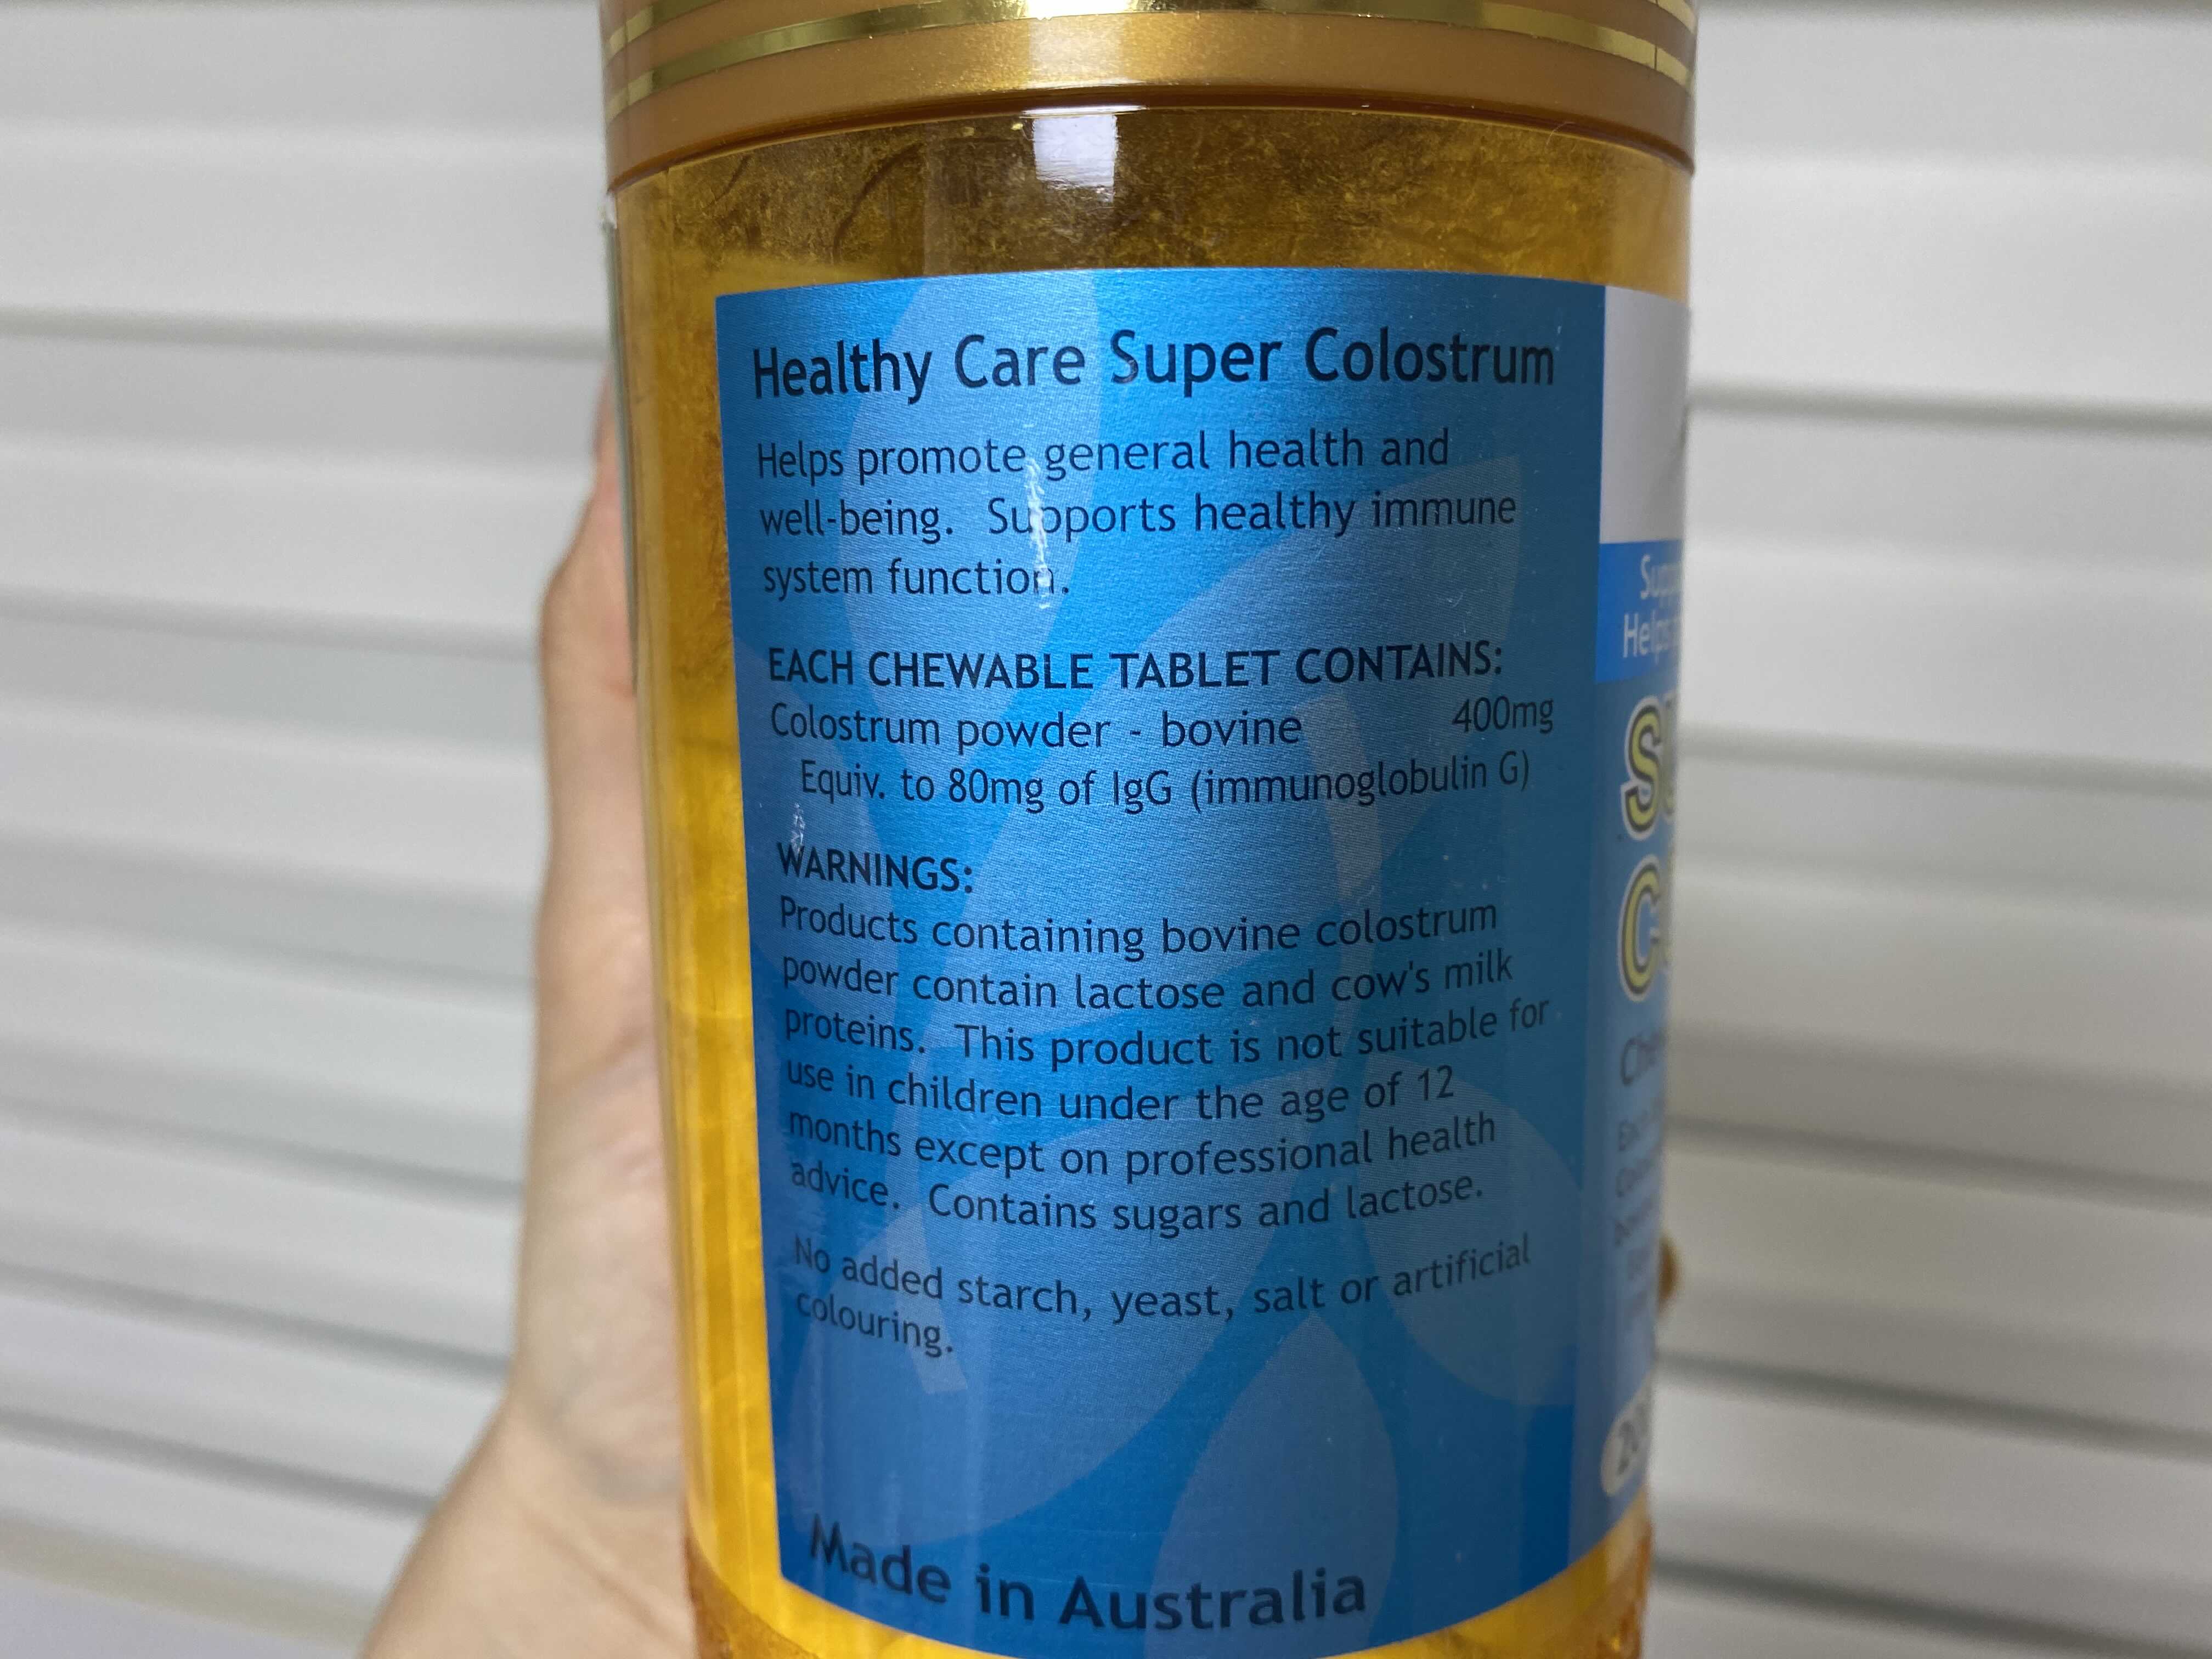 Healthy Care Super Colostrum
Helps promote general health and
well-being. Supports healthy immune
system function.
EACH CHEWABLE TABLET CONTAINS:
Colostrum powder - bovine 400mg
Equiv. to 80mg of IgG (immunoglobulin G)
WARNINGS:
Products containing bovine colostrum
powder contain lactose and cow's milk
proteins. This product is not suitable for
use in children under the age of 12
months except on professional health
advice. Contains sugars and lactose.
No added starch, yeast, salt or artificial
colouring.
Made in Australia